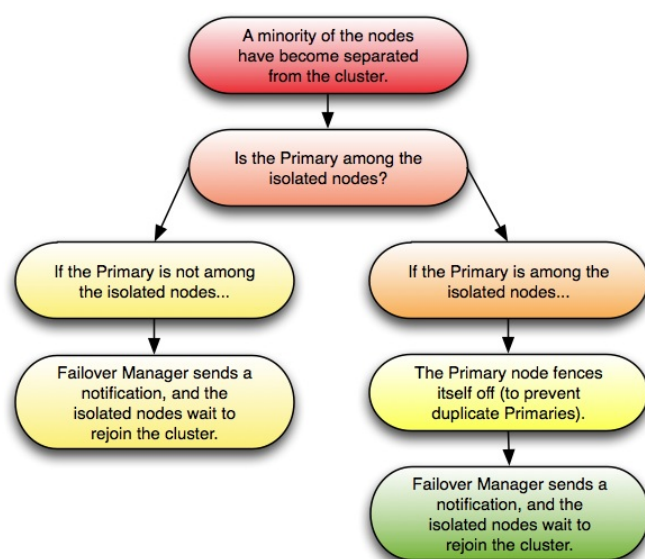 A minority of the nodes
have become separated
from the cluster.
Is the Primary among the
isolated nodes?
If the Primary is not among
the isolated nodes...
If the Primary is among the
isolated nodes...
Failover Manager sends a
notification, and the
isolated nodes wait to
rejoin the cluster.
The Primary node fences
itself off (to prevent
duplicate Primaries).
Failover Manager sends a
notification, and the
isolated nodes wait to
rejoin the cluster.